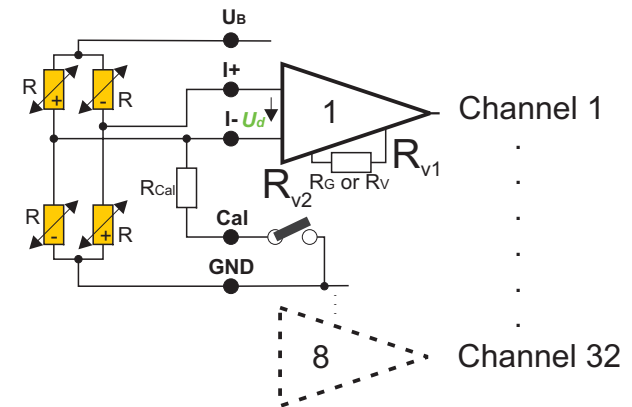 UB
I+
R + - R
1
Channel 1
I- Ud
RCal
RG or RV
Rv1
Rv2
R - + R
Cal
GND
8
Channel 32